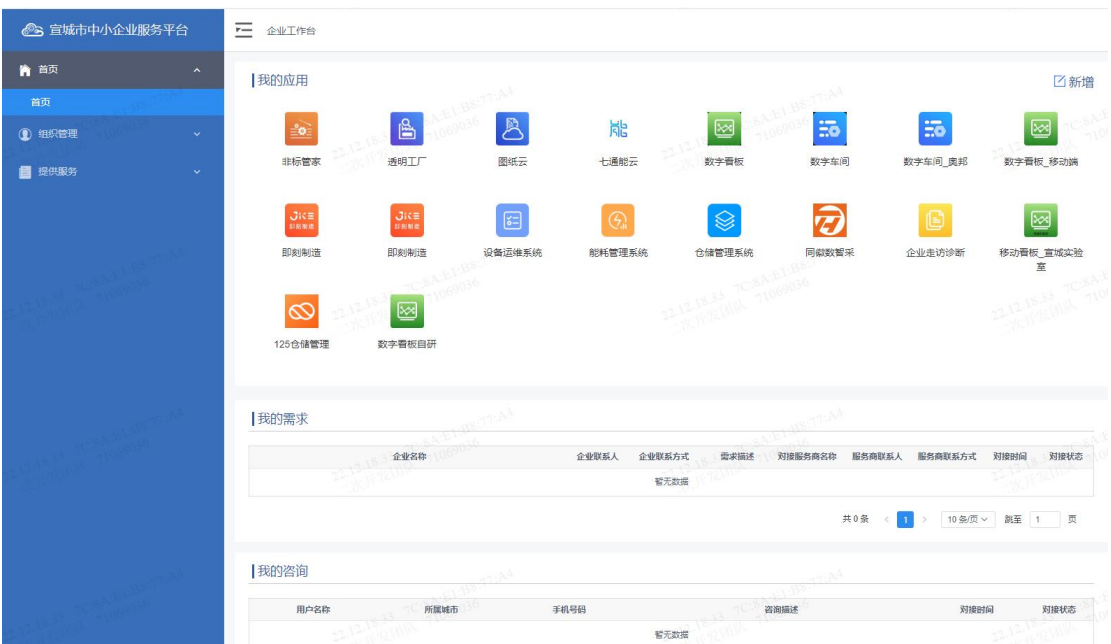 宣城市中小企业服务平台
企业工作台
首页
首页
组织管理
提供服务
我的应用
新增
非标管家 透明工厂 图纸云 七通能云 数字看板 数字车间 数字车间_奥邦 数字看板_移动端
即刻制造 即刻制造 设备运维系统 能耗管理系统 仓储管理系统 同徽数智采 企业走访诊断 移动看板_宣城实验
室
125仓储管理 数字看板自研
我的需求
企业名称 企业联系人 企业联系方式 需求描述 对接服务商名称 服务商联系人 服务商联系方式 对接时间 对接状态
暂无数据
共 0 条 < 1 > 10 条/页 跳至 1 页
我的咨询
用户名称 所属城市 手机号码 咨询描述 对接时间 对接状态
暂无数据